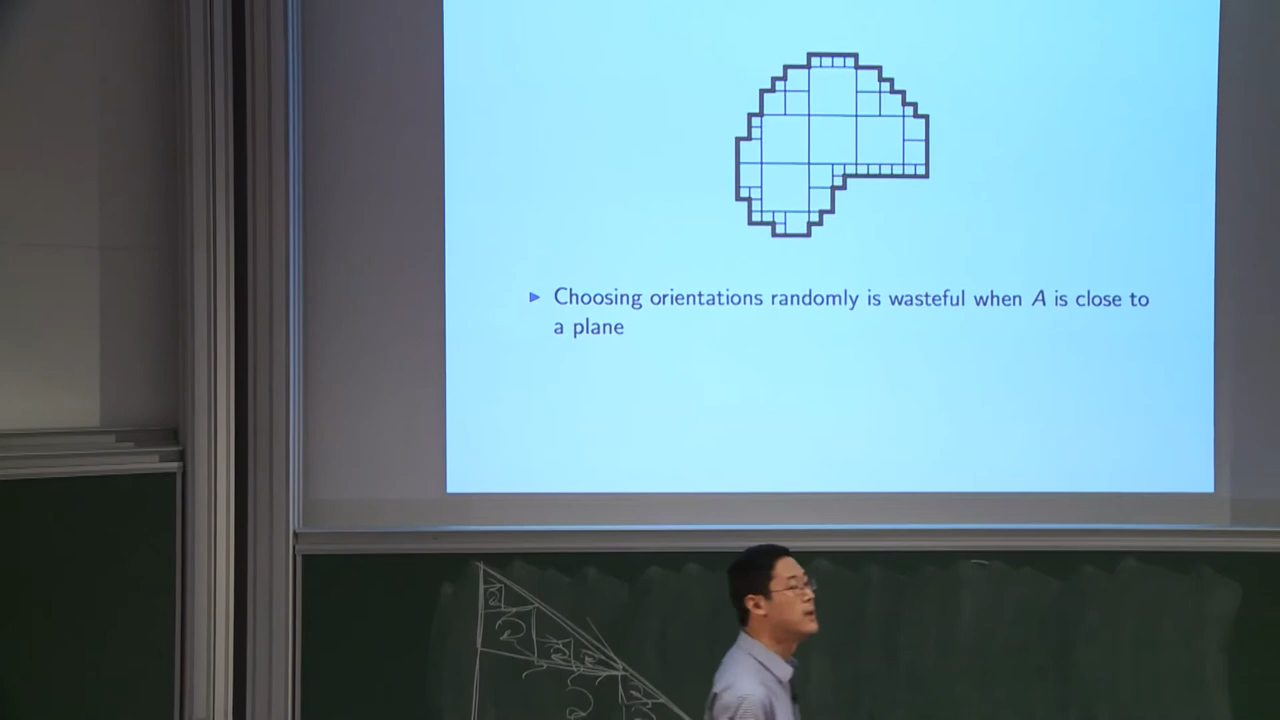 Choosing orientations randomly is wasteful when A is close to
a plane